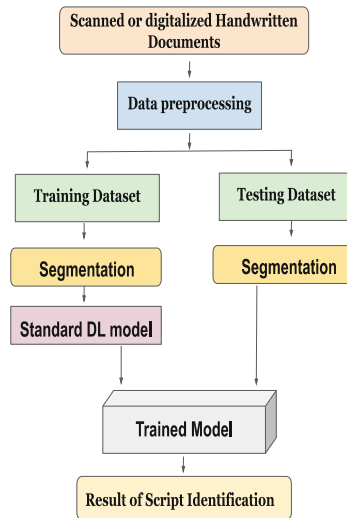 Scanned or digitalized Handwritten
Documents
Data preprocessing
Training Dataset
Testing Dataset
Segmentation
Segmentation
Standard DL model
Trained Model
Result of Script Identification